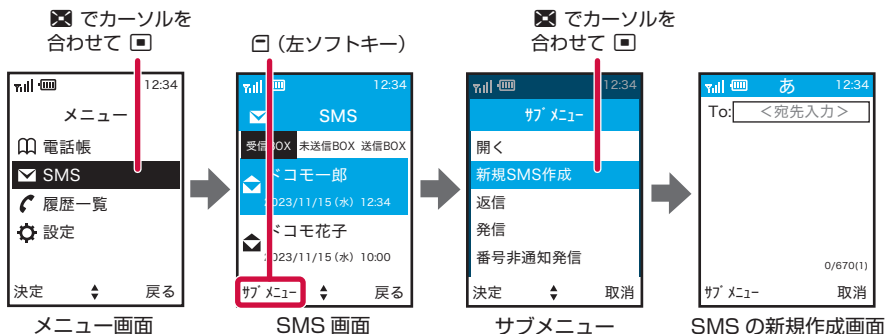 でカーソルを
合わせて
(左ソフトキー)
でカーソルを
合わせて
12:34
メニュー
電話帳
SMS
履歴一覧
設定
決定 戻る
メニュー画面
12:34
SMS
受信BOX 未送信BOX 送信BOX
ドコモ一郎
2023/11/15(水) 12:34
ドコモ花子
2023/11/15(水) 10:00
ｻﾌﾞﾒﾆｭｰ 戻る
SMS 画面
12:34
ｻﾌﾞﾒﾆｭｰ
開く
新規SMS作成
返信
発信
番号非通知発信
決定 取消
サブメニュー
あ 12:34
To: <宛先入力>
0/670(1)
ｻﾌﾞﾒﾆｭｰ 取消
SMS の新規作成画面